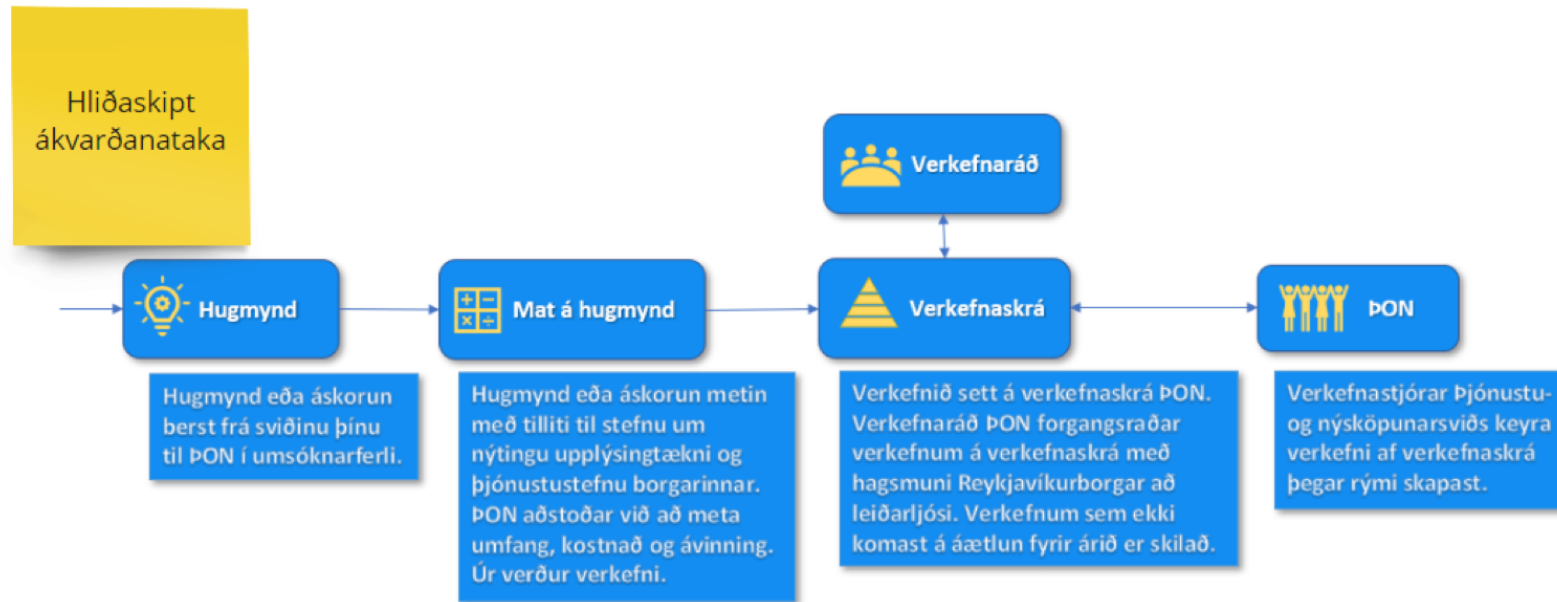 Hliðaskipt
ákvarðanataka
Verkefnaráð
Hugmynd
Mat á hugmynd
Verkefnaskrá
ÞON
Hugmynd eða áskorun
berst frá sviðinu þínu
til ÞON í umsóknarferli.
Hugmynd eða áskorun metin
með tilliti til stefnu um
nýtingu upplýsingtækni og
þjónustustefnu borgarinnar.
ÞON aðstoðar við að meta
umfang, kostnað og ávinning.
Úr verður verkefni.
Verkefnið sett á verkefnaskrá ÞON.
Verkefnaráð ÞON forgangsraðar
verkefnum á verkefnaskrá með
hagsmuni Reykjavíkurborgar að
leiðarljósi. Verkefnum sem ekki
komast á áætlun fyrir árið er skilað.
Verkefnastjórar Þjónustu-
og nýsköpunarsviðs keyra
verkefni af verkefnaskrá
þegar rými skapast.